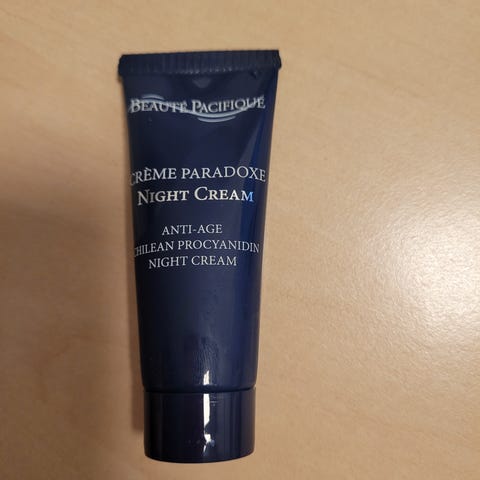 BEAUTÉ PACIFIQUE
CRÈME PARADOXE
NIGHT CREAM
ANTI-AGE
CHILEAN PROCYANIDIN
NIGHT CREAM